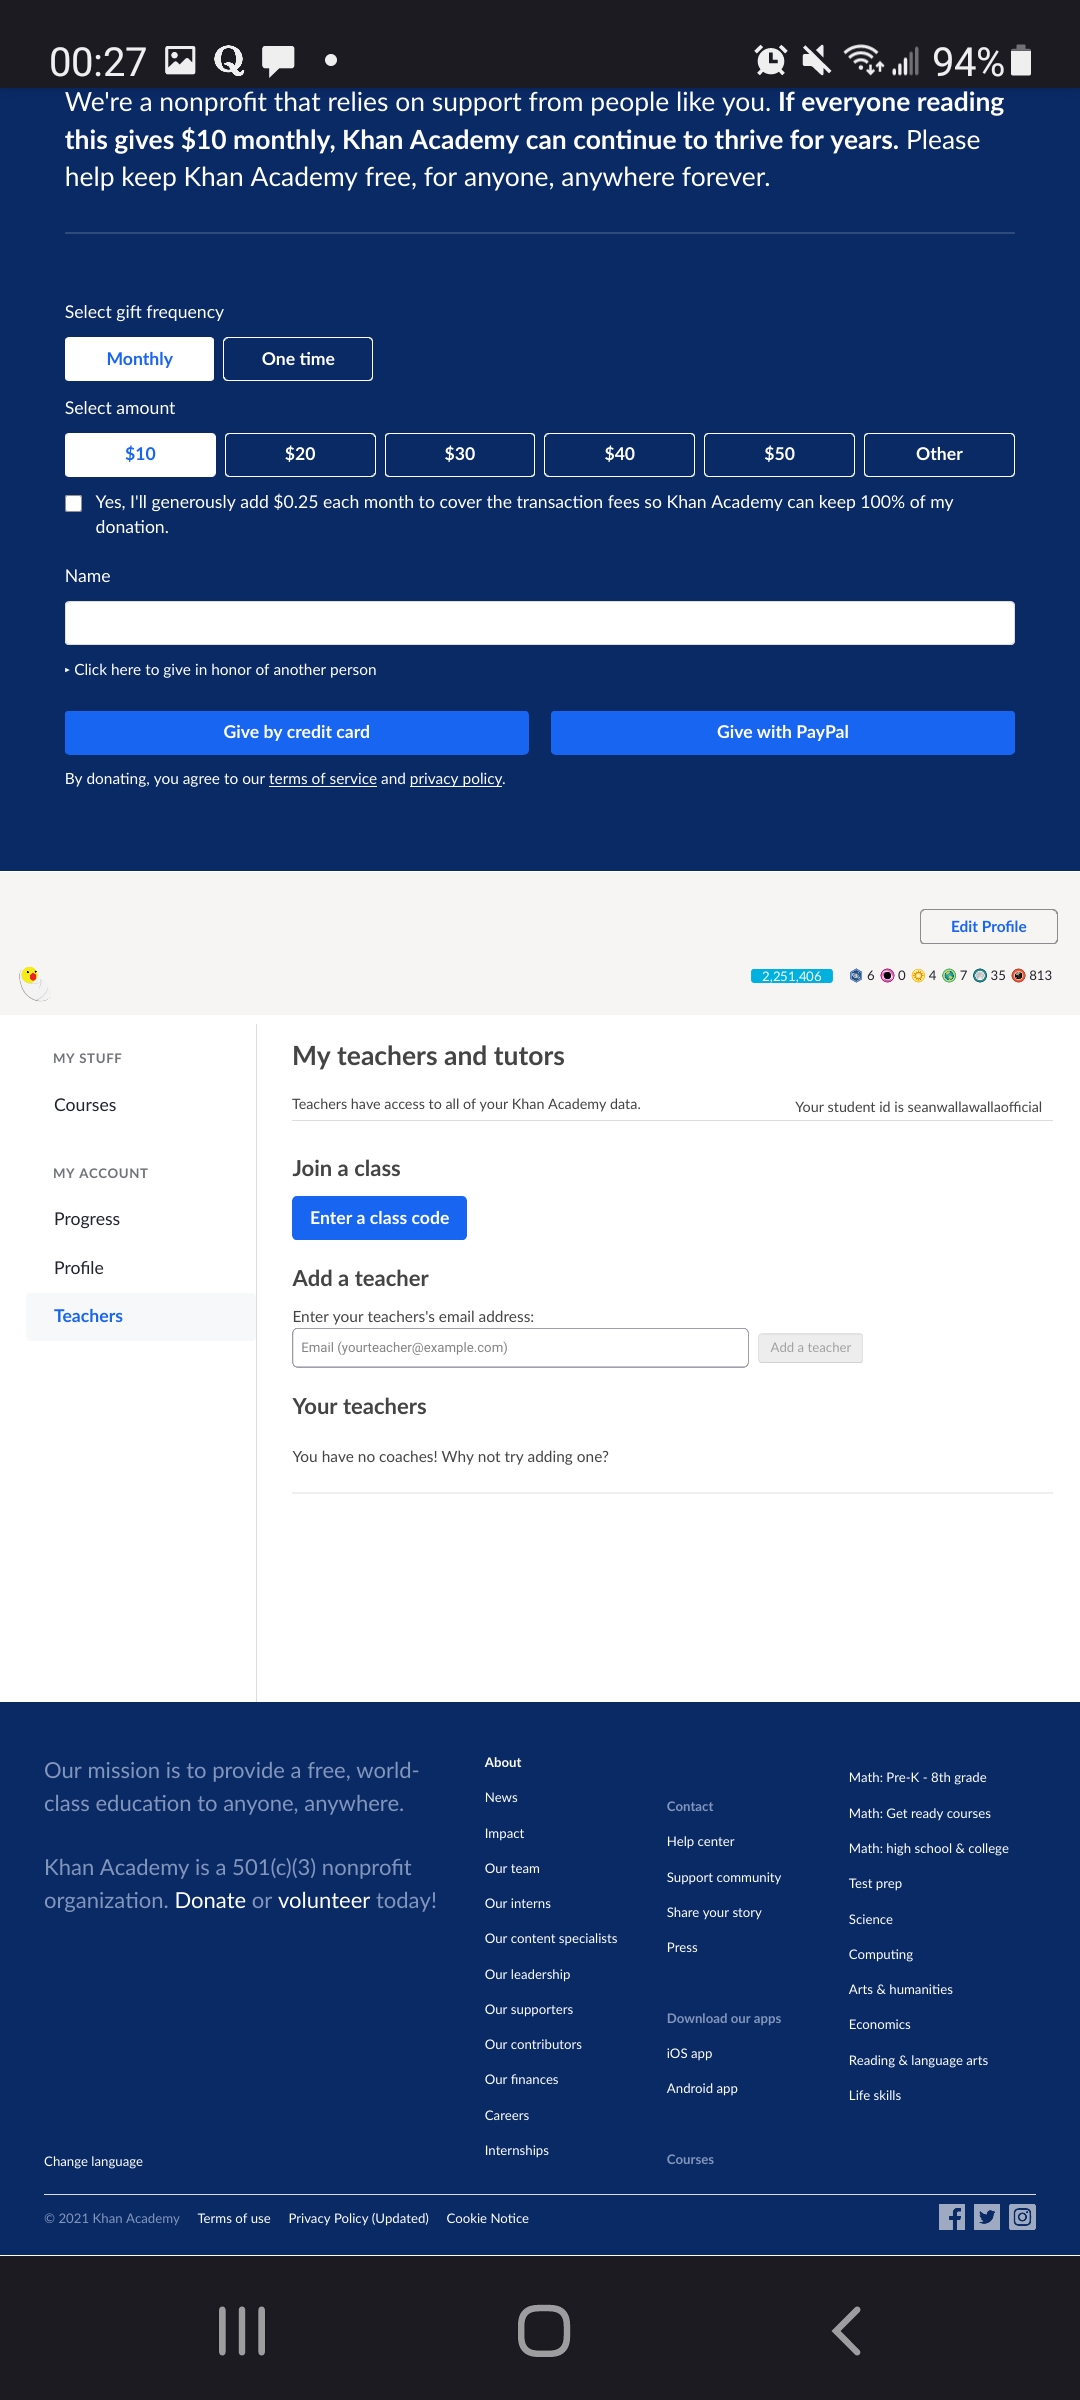 00:27
94%
We're a nonprofit that relies on support from people like you. If everyone reading
this gives $10 monthly, Khan Academy can continue to thrive for years. Please
help keep Khan Academy free, for anyone, anywhere forever.
Select gift frequency
Monthly
One time
Select amount
$10
$20
$30
$40
$50
Other
Yes, I'll generously add $0.25 each month to cover the transaction fees so Khan Academy can keep 100% of my
donation.
Name
Click here to give in honor of another person
Give by credit card
Give with PayPal
By donating, you agree to our terms of service and privacy policy.
Edit Profile
2,251,406
6
0
4
7
35
813
MY STUFF
Courses
MY ACCOUNT
Progress
Profile
Teachers
My teachers and tutors
Teachers have access to all of your Khan Academy data.
Your student id is seanwallawallaofficial
Join a class
Enter a class code
Add a teacher
Enter your teachers's email address:
Email (yourteacher@example.com)
Add a teacher
Your teachers
You have no coaches! Why not try adding one?
Our mission is to provide a free, world-
class education to anyone, anywhere.
Khan Academy is a 501(c)(3) nonprofit
organization. Donate or volunteer today!
Change language
About
News
Impact
Our team
Our interns
Our content specialists
Our leadership
Our supporters
Our contributors
Our finances
Careers
Internships
Contact
Help center
Support community
Share your story
Press
Download our apps
iOS app
Android app
Courses
Math: Pre-K - 8th grade
Math: Get ready courses
Math: high school & college
Test prep
Science
Computing
Arts & humanities
Economics
Reading & language arts
Life skills
© 2021 Khan Academy
Terms of use
Privacy Policy (Updated)
Cookie Notice